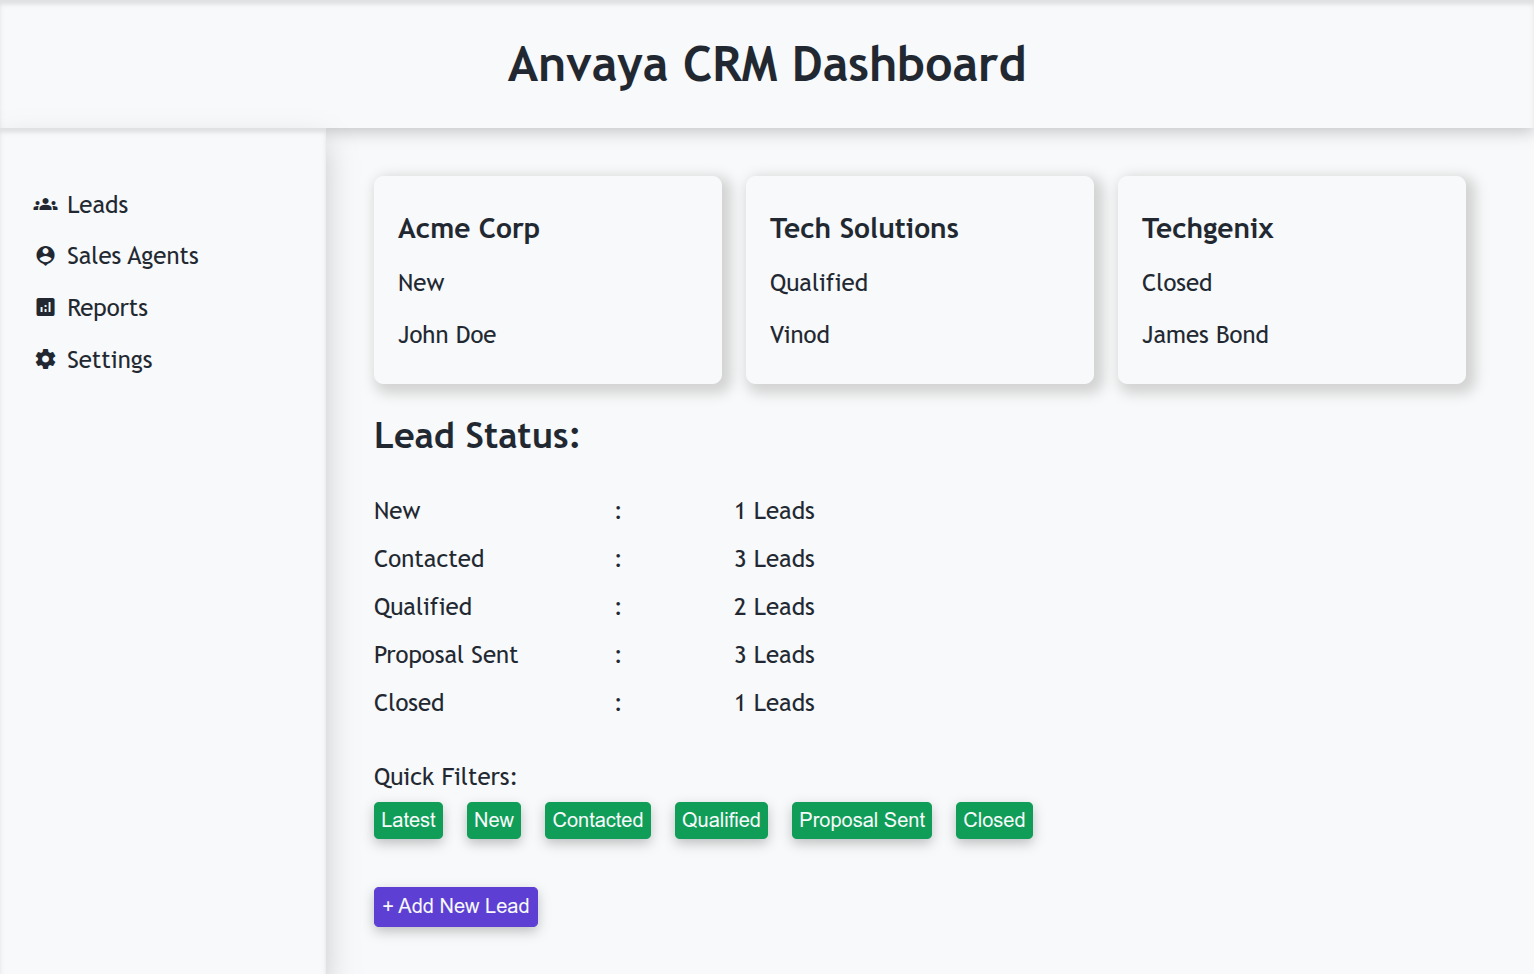 Anvaya CRM Dashboard
Leads
Sales Agents
Reports
Settings
Acme Corp
New
John Doe
Tech Solutions
Qualified
Vinod
Techgenix
Closed
James Bond
Lead Status:
New : 1 Leads
Contacted : 3 Leads
Qualified : 2 Leads
Proposal Sent : 3 Leads
Closed : 1 Leads
Quick Filters:
Latest New Contacted Qualified Proposal Sent Closed
+ Add New Lead